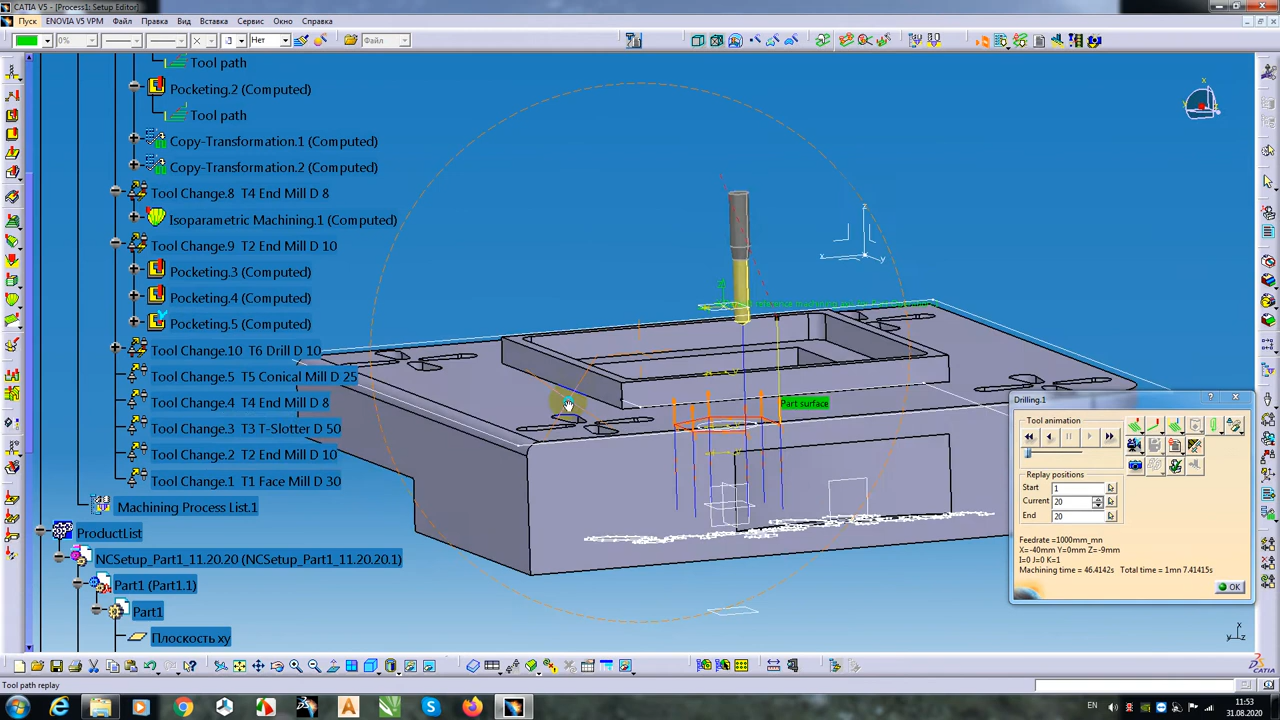 CATIA V5 - [Process1: Setup Editor]
Пуск ENOVIA V5 VPM Файл Правка Вид Вставка Сервис Окно Справка
0% Нет Файл
Tool path
Pocketing.2 (Computed)
Tool path
Copy-Transformation.1 (Computed)
Copy-Transformation.2 (Computed)
Tool Change.8 T4 End Mill D 8
Isoparametric Machining.1 (Computed)
Tool Change.9 T2 End Mill D 10
Pocketing.3 (Computed)
Pocketing.4 (Computed)
Pocketing.5 (Computed)
Tool Change.10 T6 Drill D 10
Tool Change.5 T5 Conical Mill D 25
Tool Change.4 T4 End Mill D 8
Tool Change.3 T3 T-Slotter D 50
Tool Change.2 T2 End Mill D 10
Tool Change.1 T1 Face Mill D 30
Machining Process List.1
ProductList
NCSetup_Part1_11.20.20 (NCSetup_Part1_11.20.20.1)
Part1 (Part1.1)
Part1
Плоскость xy
z
x
y
Part surface
Drilling.1
Tool animation
Replay positions
Start 1
Current 20
End 20
Feedrate =1000mm_mn
X=-40mm Y=0mm Z=-9mm
I=0 J=0 K=1
Machining time = 46.4142s Total time = 1mn 7.41415s
OK
Tool path replay
EN
11:53
31.08.2020